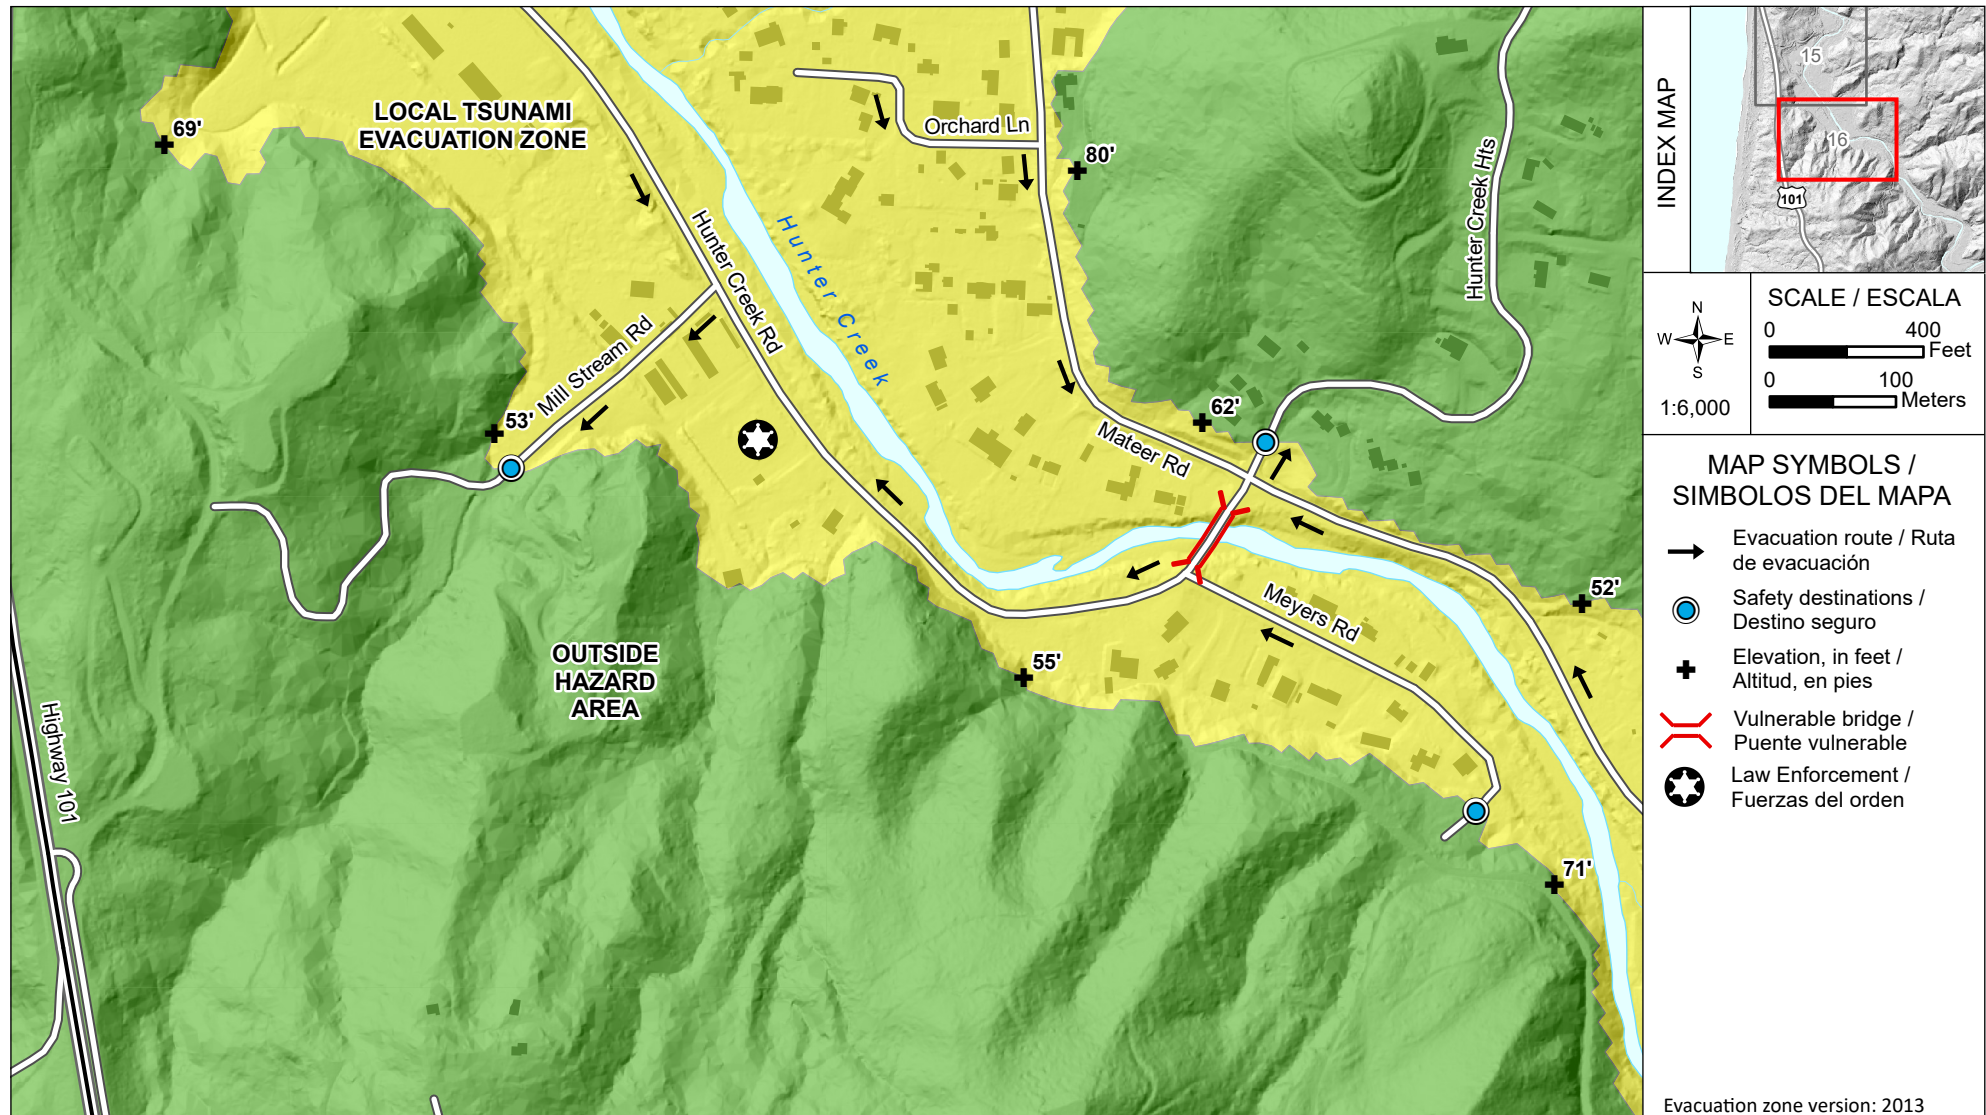 LOCAL TSUNAMI
EVACUATION ZONE
69'
Orchard Ln
80'
Hunter Creek Hts
Hunter Creek Rd
Hunter Creek
Mill Stream Rd
53'
62'
Mateer Rd
52'
Meyers Rd
55'
OUTSIDE
HAZARD
AREA
Highway 101
71'
INDEX MAP
15
16
101
N
W E
S
1:6,000
SCALE / ESCALA
0 400
Feet
0 100
Meters
MAP SYMBOLS /
SIMBOLOS DEL MAPA
Evacuation route / Ruta
de evacuación
Safety destinations /
Destino seguro
Elevation, in feet /
Altitud, en pies
Vulnerable bridge /
Puente vulnerable
Law Enforcement /
Fuerzas del orden
Evacuation zone version: 2013